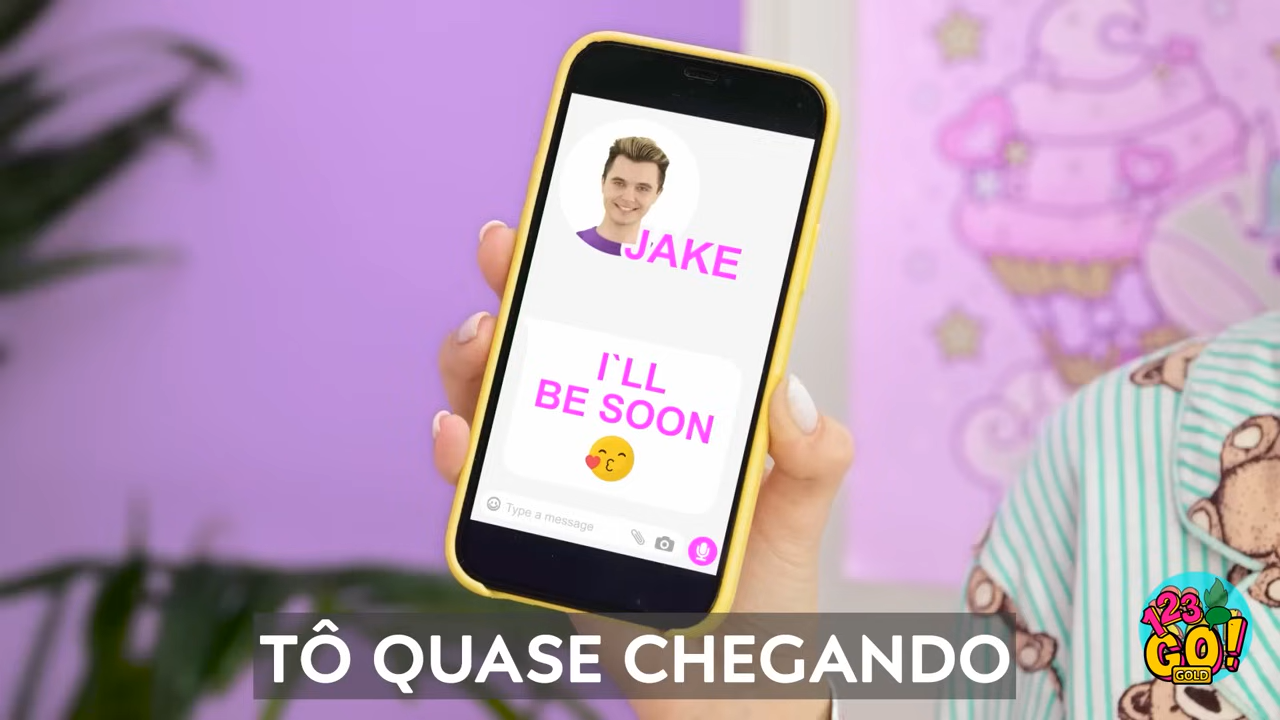 JAKE
I`LL
BE SOON
Type a message
TÔ QUASE CHEGANDO
123
GO!
GOLD